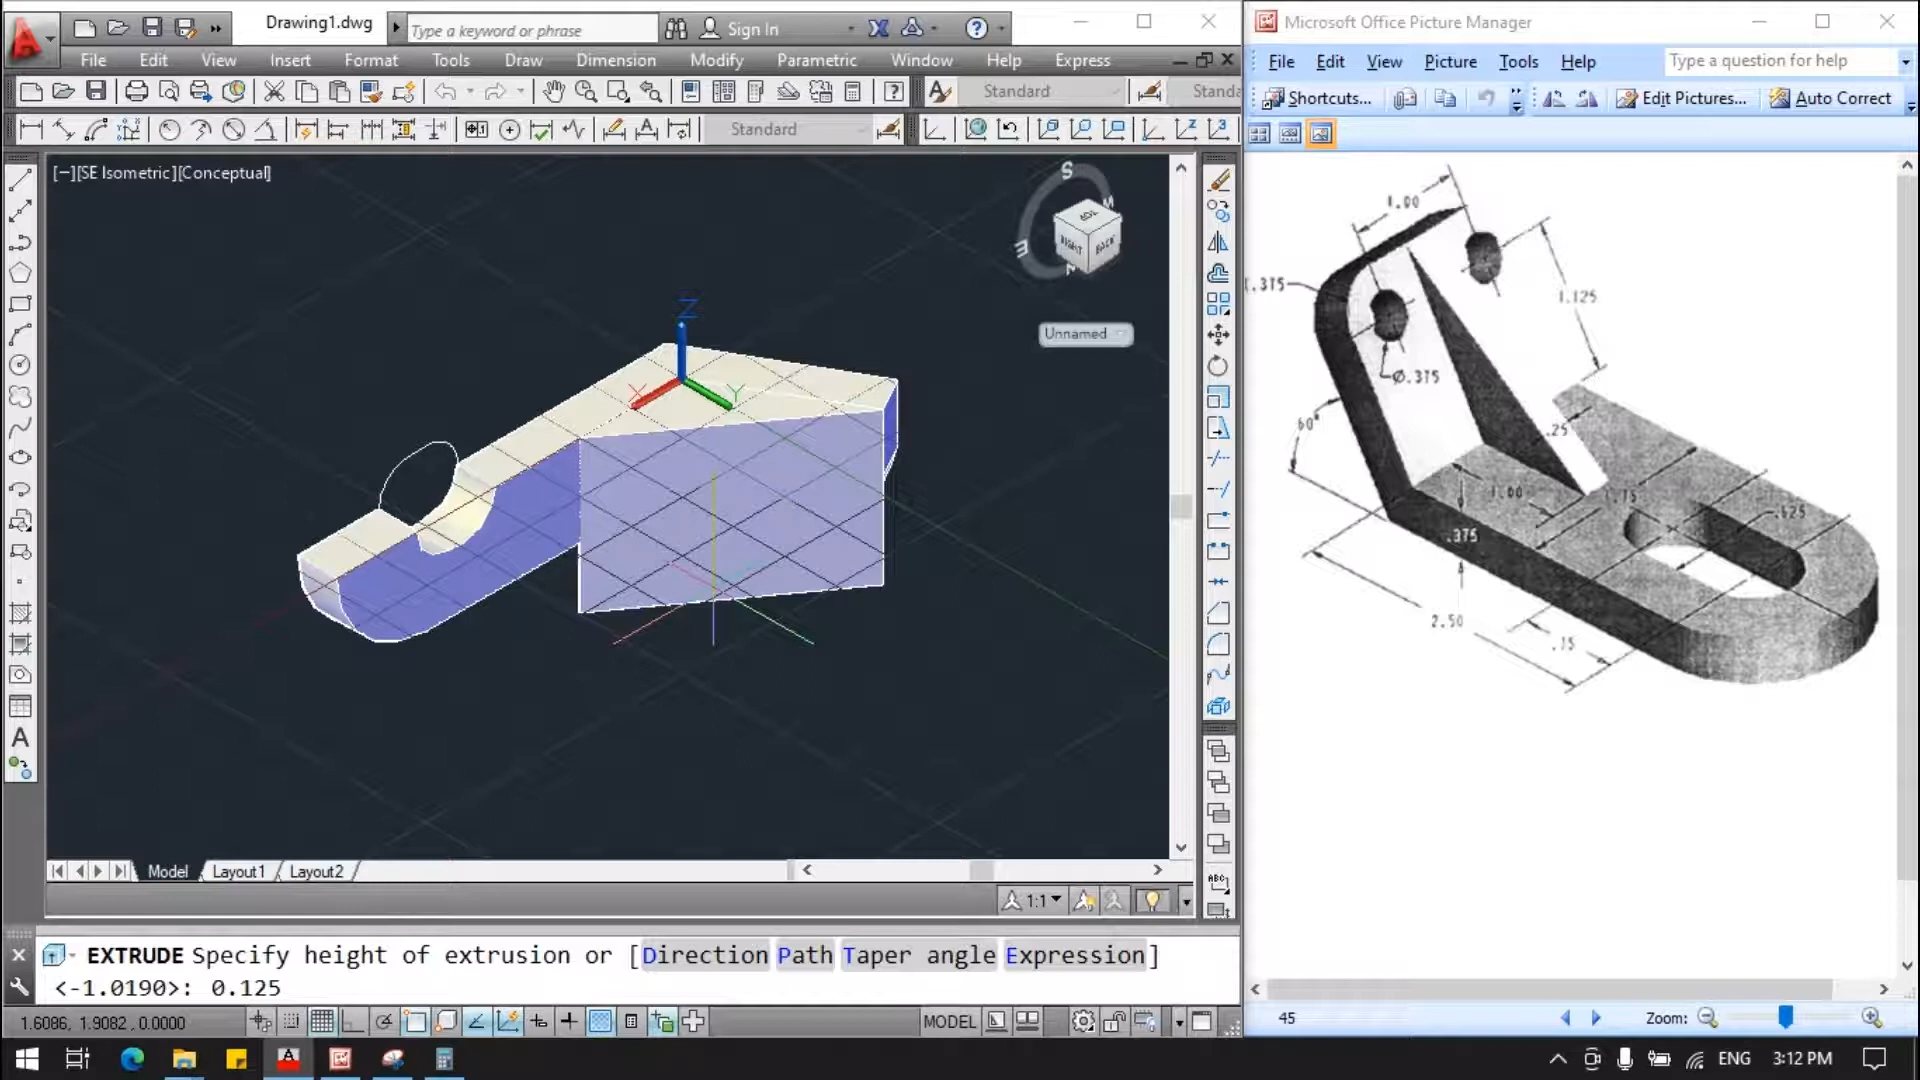 Drawing1.dwg
Type a keyword or phrase
Sign In
File Edit View Insert Format Tools Draw Dimension Modify Parametric Window Help Express
Standard
Standard
[−][SE Isometric][Conceptual]
S
E
N
TOP
RIGHT
BACK
Unnamed
Z
X
Y
Model Layout1 Layout2
1:1
EXTRUDE Specify height of extrusion or [Direction Path Taper angle Expression]
<-1.0190>: 0.125
1.6086, 1.9082 , 0.0000
MODEL
Microsoft Office Picture Manager
File Edit View Picture Tools Help
Type a question for help
Shortcuts... Edit Pictures... Auto Correct
1.00
.375
1.125
Ø.375
60°
.25
1.00
.625
.375
2.50
45
Zoom:
ENG 3:12 PM